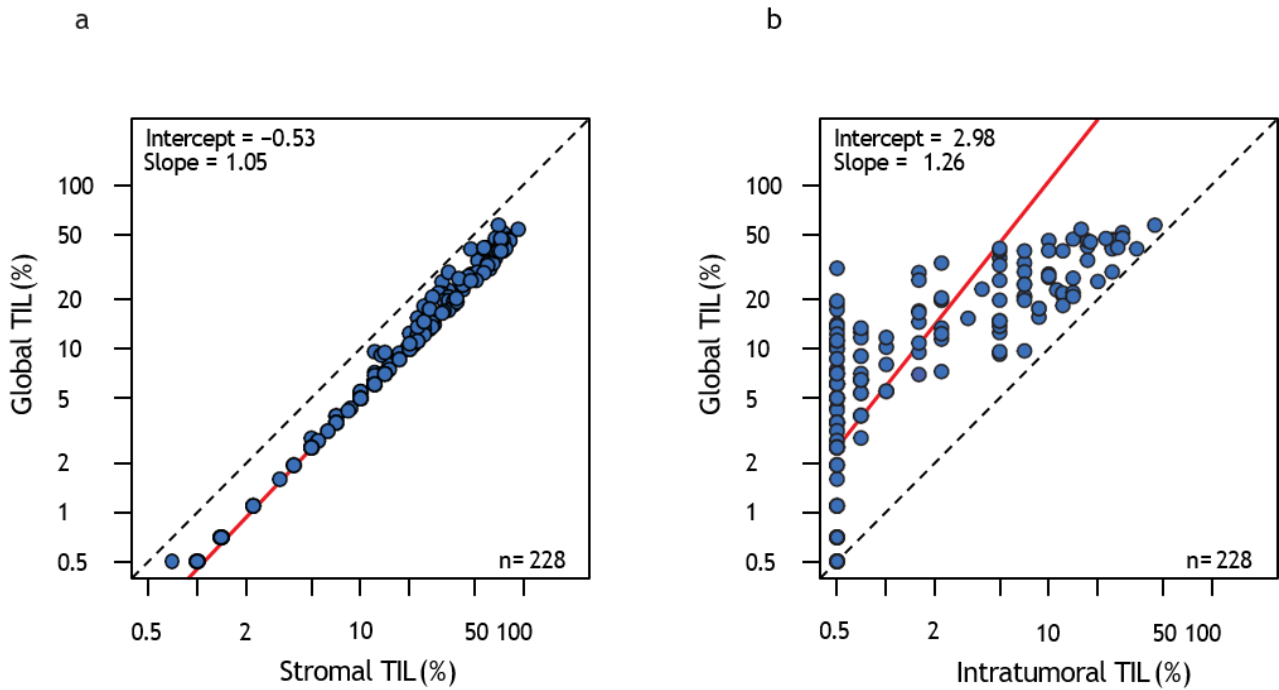 a
Intercept = −0.53
Slope = 1.05
Global TIL (%)
100
50
20
10
5
2
1
0.5
n= 228
0.5
2
10
50
100
Stromal TIL (%)
b
Intercept = 2.98
Slope = 1.26
Global TIL (%)
100
50
20
10
5
2
1
0.5
n= 228
0.5
2
10
50
100
Intratumoral TIL (%)